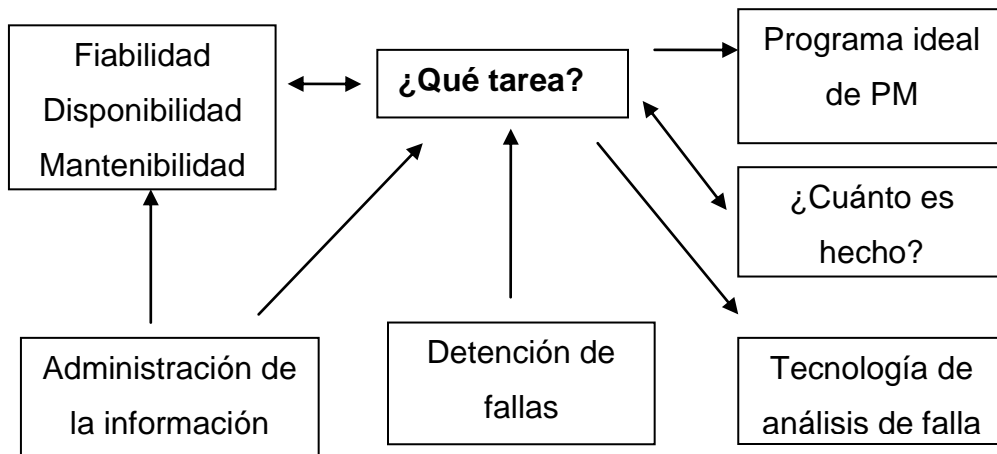 Fiabilidad
Disponibilidad
Mantenibilidad
¿Qué tarea?
Programa ideal
de PM
¿Cuánto es
hecho?
Administración de
la información
Detención de
fallas
Tecnología de
análisis de falla